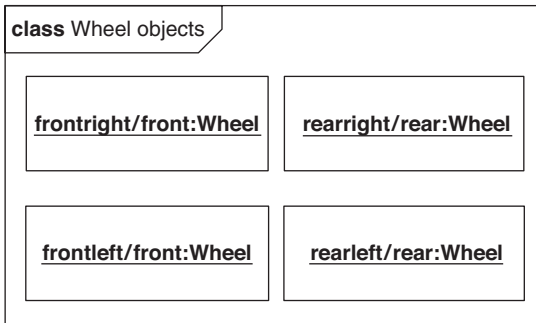 class Wheel objects
frontright/front:Wheel
rearright/rear:Wheel
frontleft/front:Wheel
rearleft/rear:Wheel